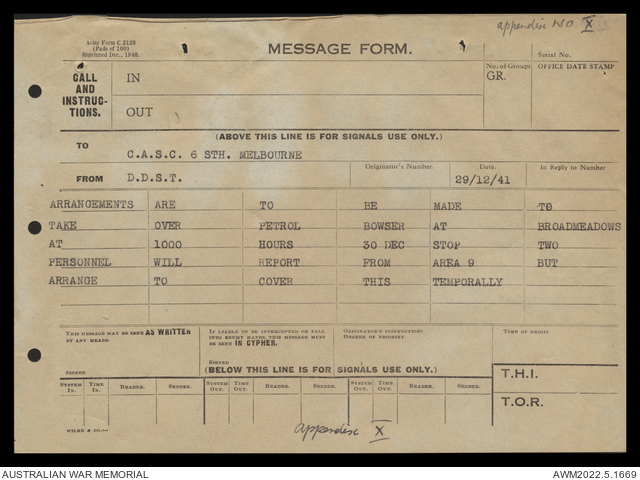 appendix NO X
Army Form C.2128
(Pads of 100)
Reprinted Dec., 1940.
MESSAGE FORM.
Serial No.
CALL AND INSTRUCTIONS.
IN
No. of Groups
GR.
OFFICE DATE STAMP
OUT
(ABOVE THIS LINE IS FOR SIGNALS USE ONLY.)
TO C.A.S.C. 6 STH. MELBOURNE
FROM D.D.S.T.
Originator's Number.
Date.
29/12/41
In Reply to Number
ARRANGEMENTS ARE TO BE MADE TO
TAKE OVER PETROL BOWSER AT BROADMEADOWS
AT 1000 HOURS 30 DEC STOP TWO
PERSONNEL WILL REPORT FROM AREA 9 BUT
ARRANGE TO COVER THIS TEMPORALLY
THIS MESSAGE MAY BE SENT AS WRITTEN
BY ANY MEANS:
SIGNED
IF LIABLE TO BE INTERCEPTED OR FALL
INTO ENEMY HANDS, THIS MESSAGE MUST
BE SENT IN CYPHER.
SIGNED
ORIGINATOR'S INSTRUCTIONS
DEGREE OF PRIORITY.
TIME OF ORIGIN
(BELOW THIS LINE IS FOR SIGNALS USE ONLY.)
T.H.I.
SYSTEM IN. TIME IN. READER. SENDER. SYSTEM OUT. TIME OUT. READER. SENDER. SYSTEM OUT. TIME OUT. READER. SENDER.
T.O.R.
WILKE & CO.
appendix X
AUSTRALIAN WAR MEMORIAL
AWM2022.5.1669